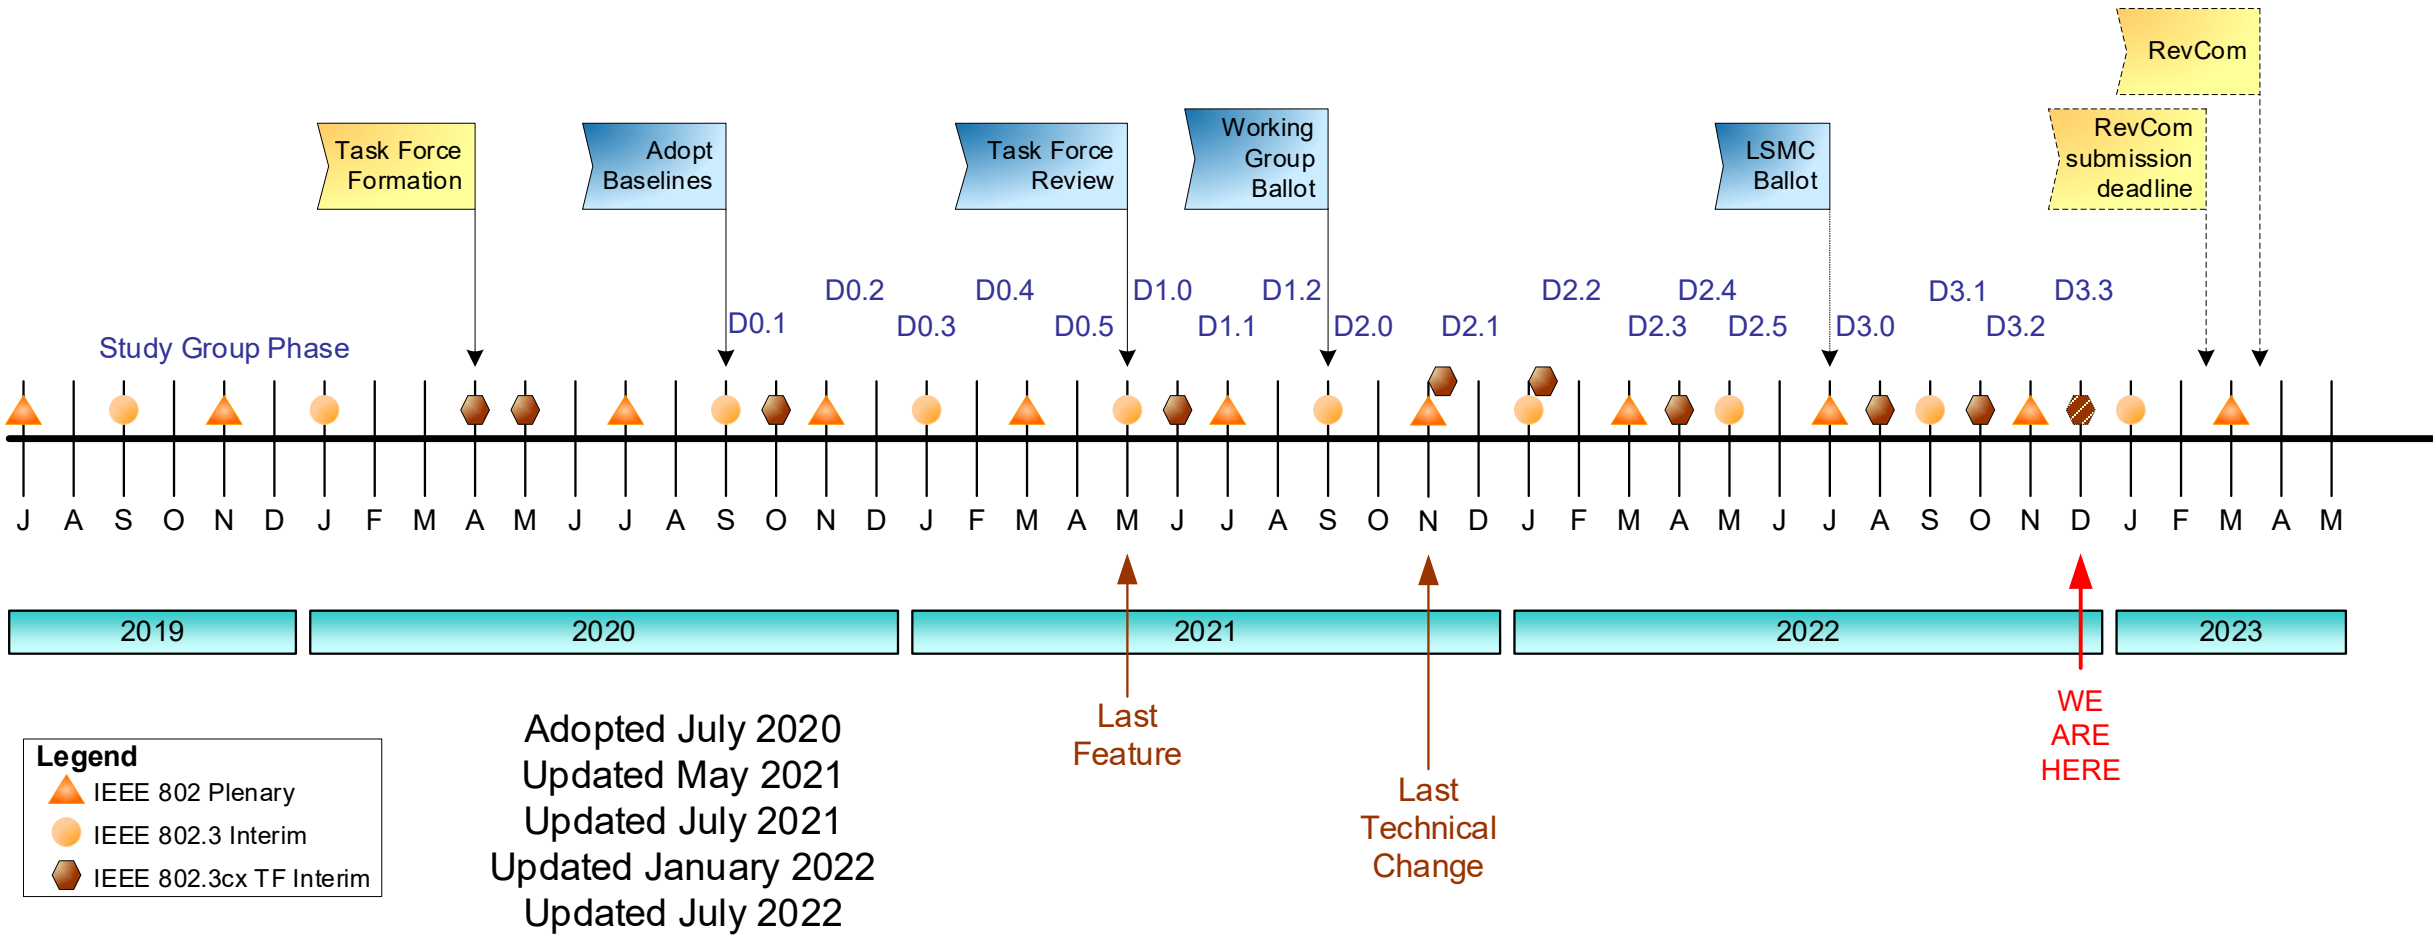 RevCom
Task Force
Formation
Adopt
Baselines
Task Force
Review
Working
Group
Ballot
LSMC
Ballot
RevCom
submission
deadline
Study Group Phase
D0.1
D0.2
D0.3
D0.4
D0.5
D1.0
D1.1
D1.2
D2.0
D2.1
D2.2
D2.3
D2.4
D2.5
D3.0
D3.1
D3.2
D3.3
J A S O N D J F M A M J J A S O N D J F M A M J J A S O N D J F M A M J J A S O N D J F M A M
2019 2020 2021 2022 2023
Last
Feature
Last
Technical
Change
WE
ARE
HERE
Adopted July 2020
Updated May 2021
Updated July 2021
Updated January 2022
Updated July 2022
Legend
IEEE 802 Plenary
IEEE 802.3 Interim
IEEE 802.3cx TF Interim